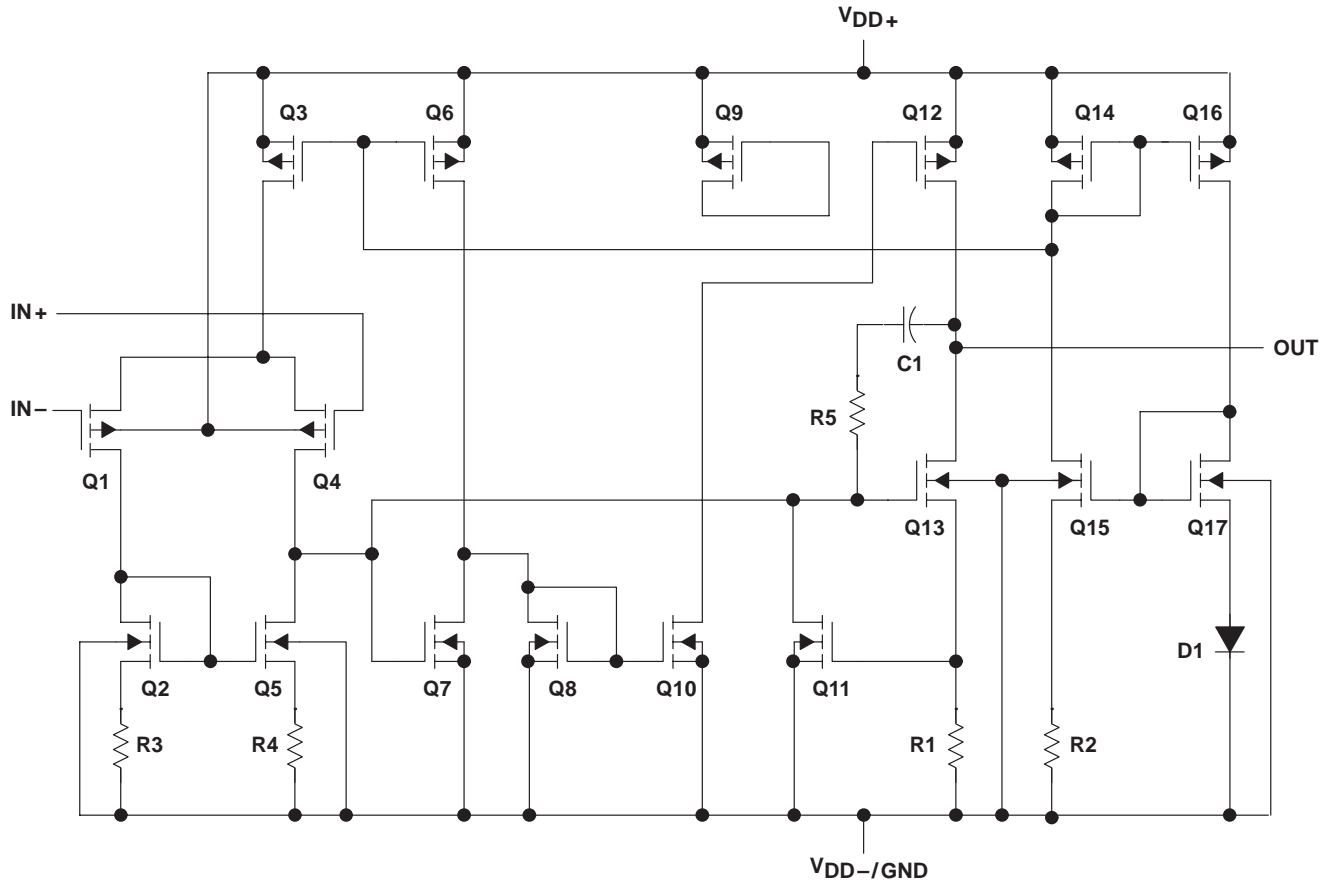 VDD+
Q3
Q6
Q9
Q12
Q14
Q16
IN+
OUT
C1
IN−
R5
Q1
Q4
Q13
Q15
Q17
D1
Q2
Q5
Q7
Q8
Q10
Q11
R3
R4
R1
R2
VDD−/GND